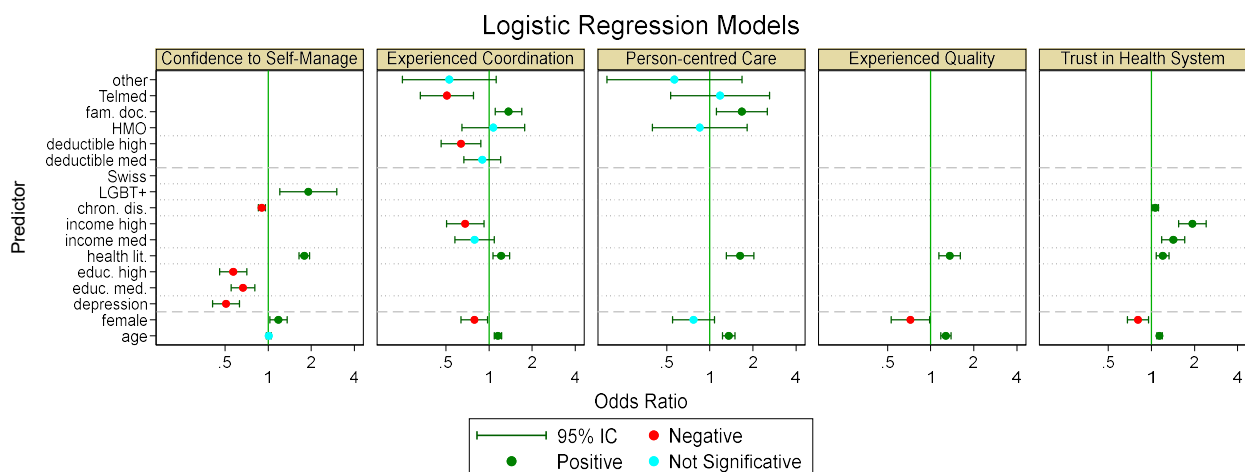 Logistic Regression Models
Confidence to Self-Manage
Experienced Coordination
Person-centred Care
Experienced Quality
Trust in Health System
Predictor
other
Telmed
fam. doc.
HMO
deductible high
deductible med
Swiss
LGBT+
chron. dis.
income high
income med
health lit.
educ. high
educ. med.
depression
female
age
.5 2 .5 2 .5 2 .5 2 .5 2
1 4 1 4 1 4 1 4 1 4
Odds Ratio
95% IC Negative
Positive Not Significative